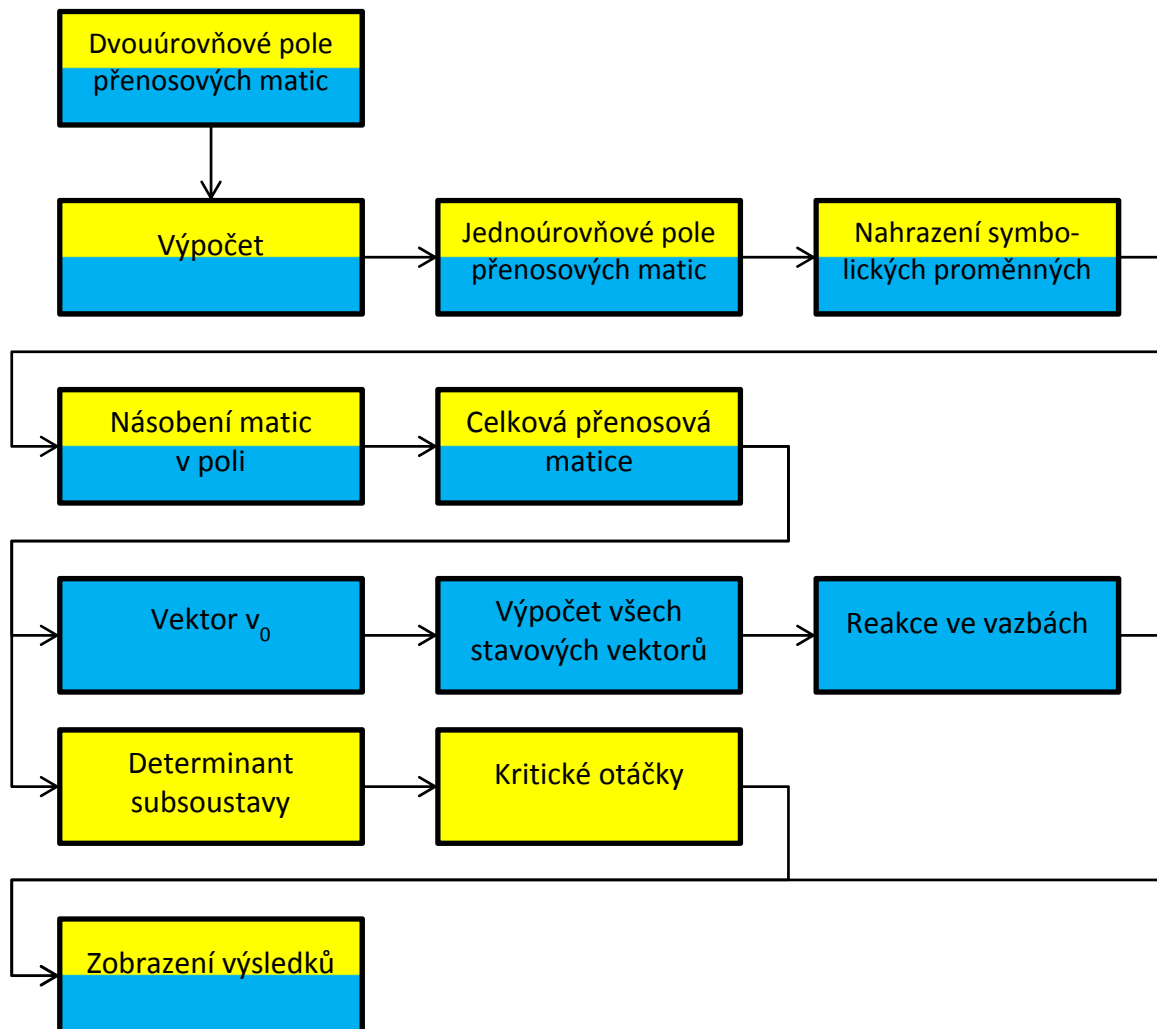 Dvouúrovňové pole
přenosových matic
Výpočet
Jednoúrovňové pole
přenosových matic
Nahrazení symbo-
lických proměnných
Násobení matic
v poli
Celková přenosová
matice
Vektor v₀
Výpočet všech
stavových vektorů
Reakce ve vazbách
Determinant
subsoustavy
Kritické otáčky
Zobrazení výsledků